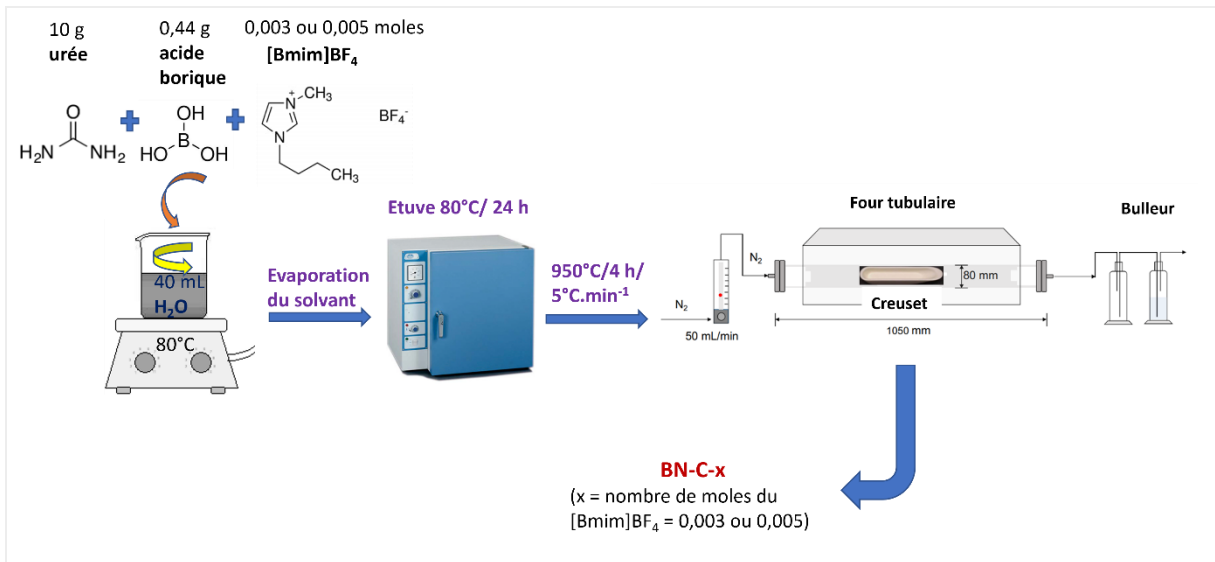 10 g
urée
0,44 g
acide
borique
0,003 ou 0,005 moles
[Bmim]BF₄
O
H₂N
NH₂
OH
B
HO
OH
CH₃
N
+
N
CH₃
BF₄⁻
40 mL
H₂O
80°C
Evaporation
du solvant
Etuve 80°C/ 24 h
950°C/4 h/
5°C.min⁻¹
N₂
50 mL/min
N₂
Four tubulaire
80 mm
Creuset
1050 mm
Bulleur
BN-C-x
(x = nombre de moles du
[Bmim]BF₄ = 0,003 ou 0,005)